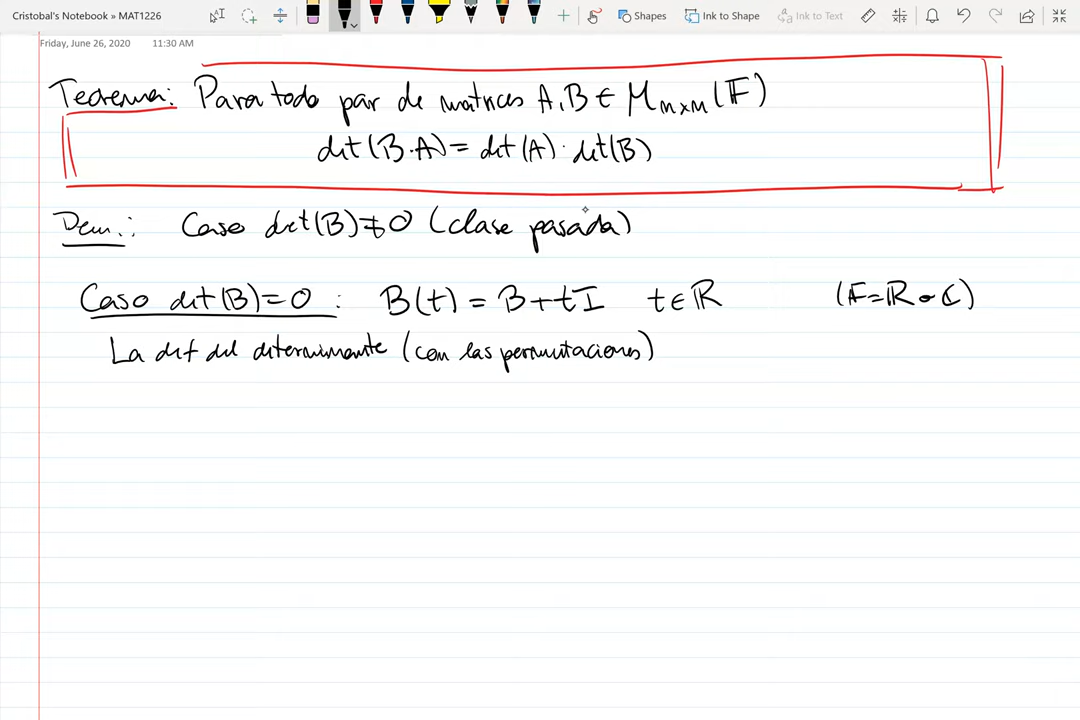 Cristobal's Notebook » MAT1226
Shapes
Ink to Shape
Ink to Text
Friday, June 26, 2020 11:30 AM
Teorema: Para todo par de matrices A,B ∈ M_{n×n}(𝔽)
det(B·A) = det(A)·det(B)
Dem.: Caso det(B)≠0 (clase pasada)
Caso det(B)=0 : B(t) = B+tI t∈ℝ (𝔽=ℝ o ℂ)
La def del determinante (con las permutaciones)